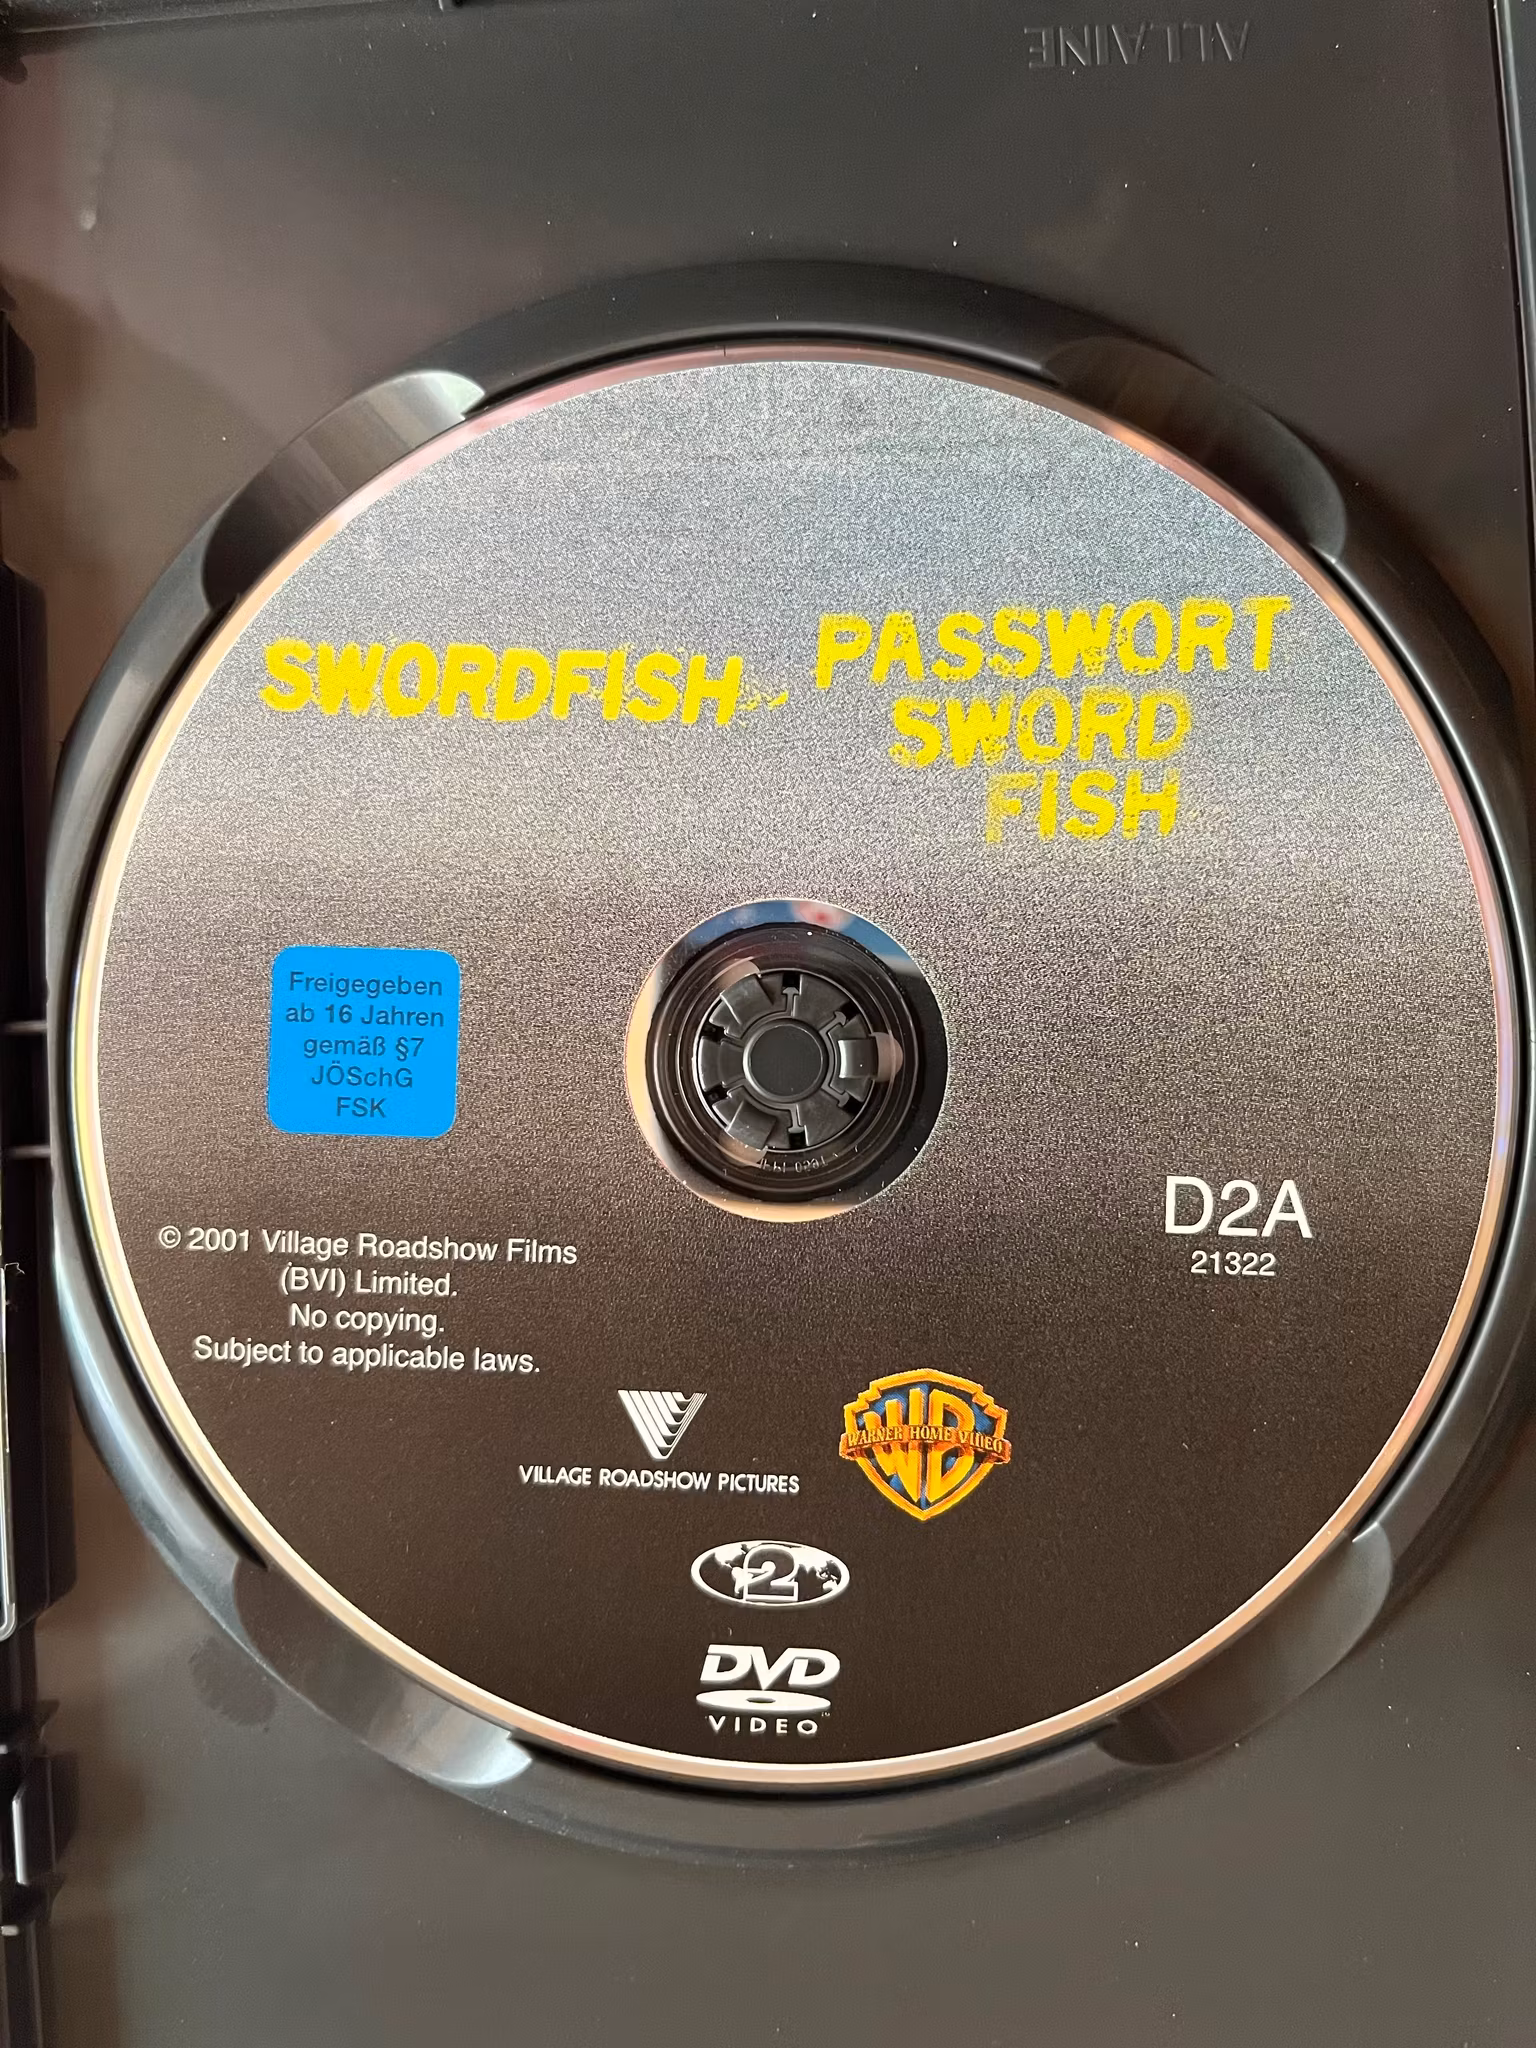 ALLAINE
SWORDFISH
PASSWORT
SWORD
FISH
Freigegeben
ab 16 Jahren
gemäß §7
JÖSchG
FSK
D2A
21322
© 2001 Village Roadshow Films
(BVI) Limited.
No copying.
Subject to applicable laws.
VILLAGE ROADSHOW PICTURES
WB
WARNER HOME VIDEO
2
DVD
VIDEO